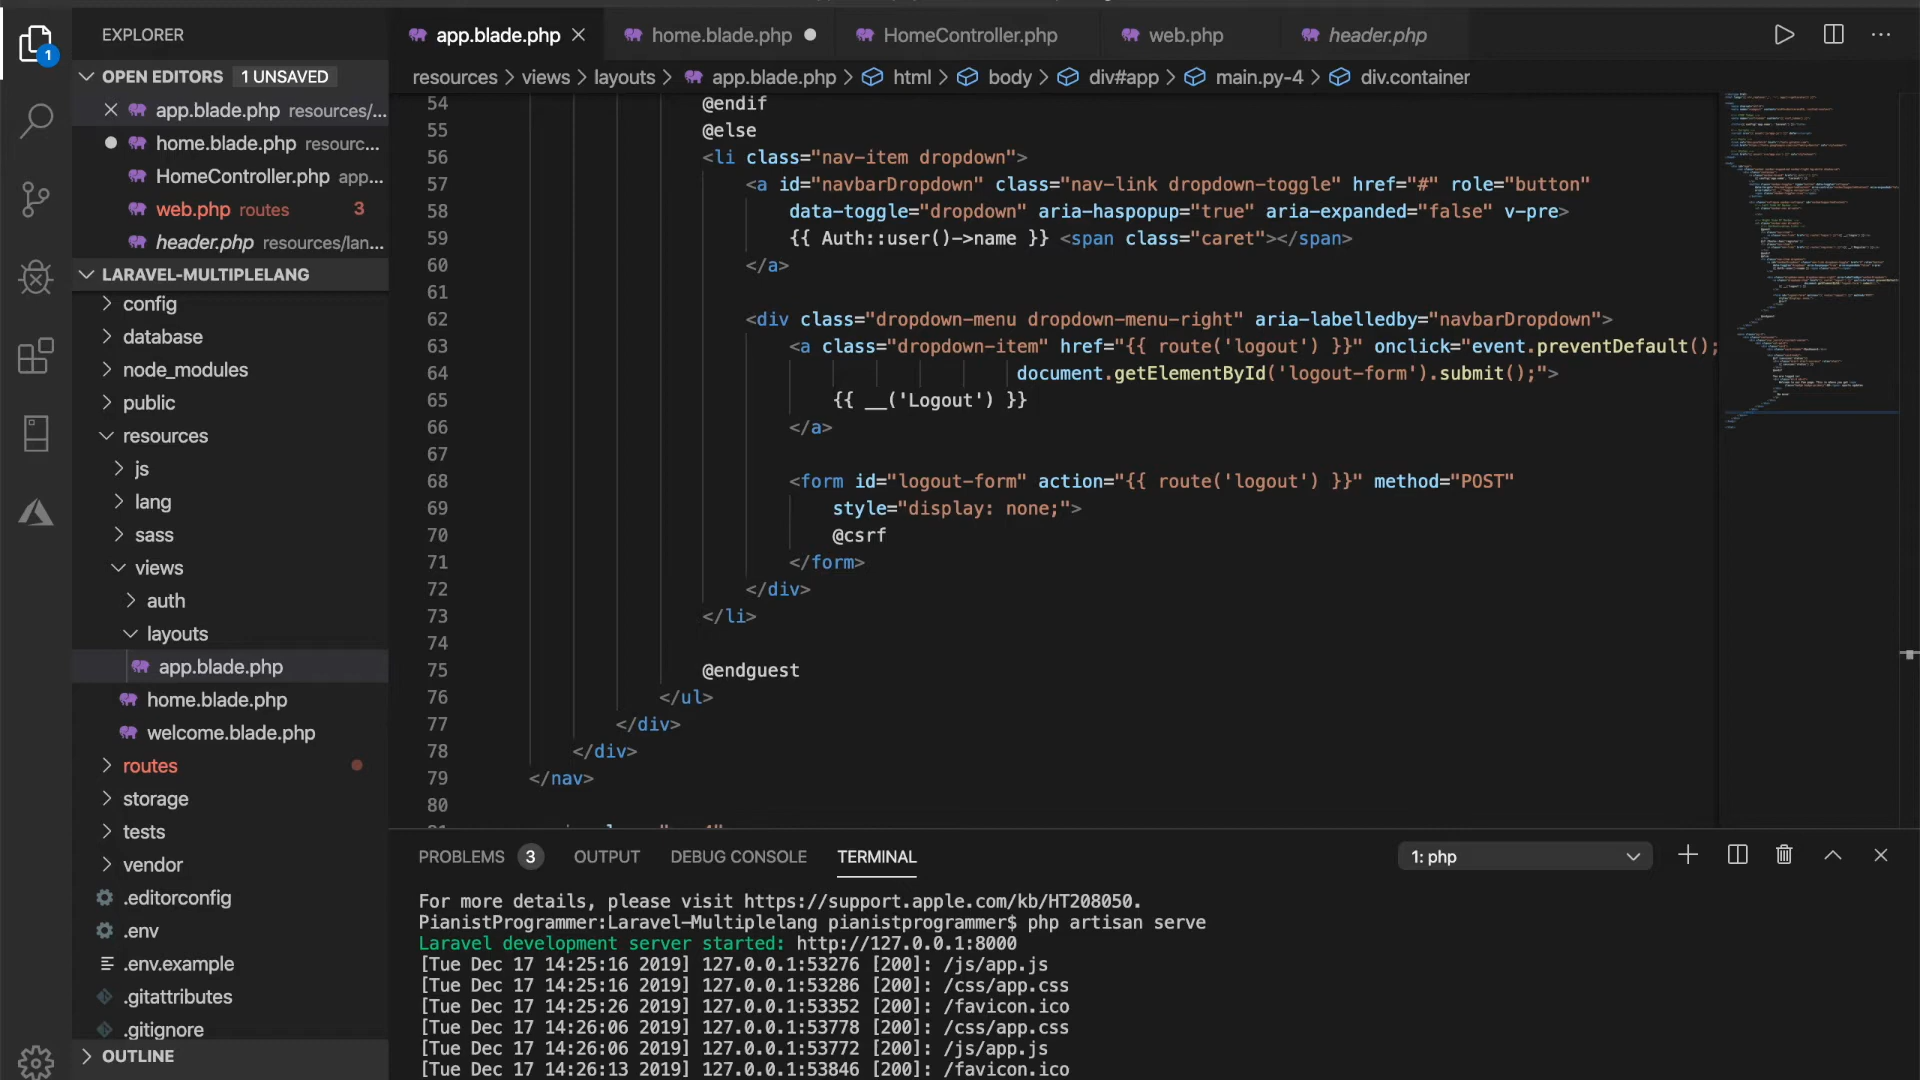 EXPLORER
OPEN EDITORS 1 UNSAVED
app.blade.php resources/...
home.blade.php resourc...
HomeController.php app...
web.php routes 3
header.php resources/lan...
LARAVEL-MULTIPLELANG
config
database
node_modules
public
resources
js
lang
sass
views
auth
layouts
app.blade.php
home.blade.php
welcome.blade.php
routes
storage
tests
vendor
.editorconfig
.env
.env.example
.gitattributes
.gitignore
OUTLINE
1
app.blade.php home.blade.php HomeController.php web.php header.php
resources > views > layouts > app.blade.php > html > body > div#app > main.py-4 > div.container
54 @endif
55 @else
56 <li class="nav-item dropdown">
57 <a id="navbarDropdown" class="nav-link dropdown-toggle" href="#" role="button"
58 data-toggle="dropdown" aria-haspopup="true" aria-expanded="false" v-pre>
59 {{ Auth::user()->name }} <span class="caret"></span>
60 </a>
61
62 <div class="dropdown-menu dropdown-menu-right" aria-labelledby="navbarDropdown">
63 <a class="dropdown-item" href="{{ route('logout') }}" onclick="event.preventDefault();
64 document.getElementById('logout-form').submit();">
65 {{ __('Logout') }}
66 </a>
67
68 <form id="logout-form" action="{{ route('logout') }}" method="POST"
69 style="display: none;">
70 @csrf
71 </form>
72 </div>
73 </li>
74
75 @endguest
76 </ul>
77 </div>
78 </div>
79 </nav>
80
PROBLEMS 3 OUTPUT DEBUG CONSOLE TERMINAL 1: php
For more details, please visit https://support.apple.com/kb/HT208050.
PianistProgrammer:Laravel-Multiplelang pianistprogrammer$ php artisan serve
Laravel development server started: http://127.0.0.1:8000
[Tue Dec 17 14:25:16 2019] 127.0.0.1:53276 [200]: /js/app.js
[Tue Dec 17 14:25:16 2019] 127.0.0.1:53286 [200]: /css/app.css
[Tue Dec 17 14:25:26 2019] 127.0.0.1:53352 [200]: /favicon.ico
[Tue Dec 17 14:26:06 2019] 127.0.0.1:53778 [200]: /css/app.css
[Tue Dec 17 14:26:06 2019] 127.0.0.1:53772 [200]: /js/app.js
[Tue Dec 17 14:26:13 2019] 127.0.0.1:53846 [200]: /favicon.ico